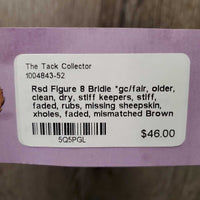 The Tack Collector
1004843-52
Rsd Figure 8 Bridle *gc/fair, older,
clean, dry, stiff keepers, stiff,
faded, rubs, missing sheepskin,
xholes, faded, mismatched Brown
5Q5PGL
$46.00